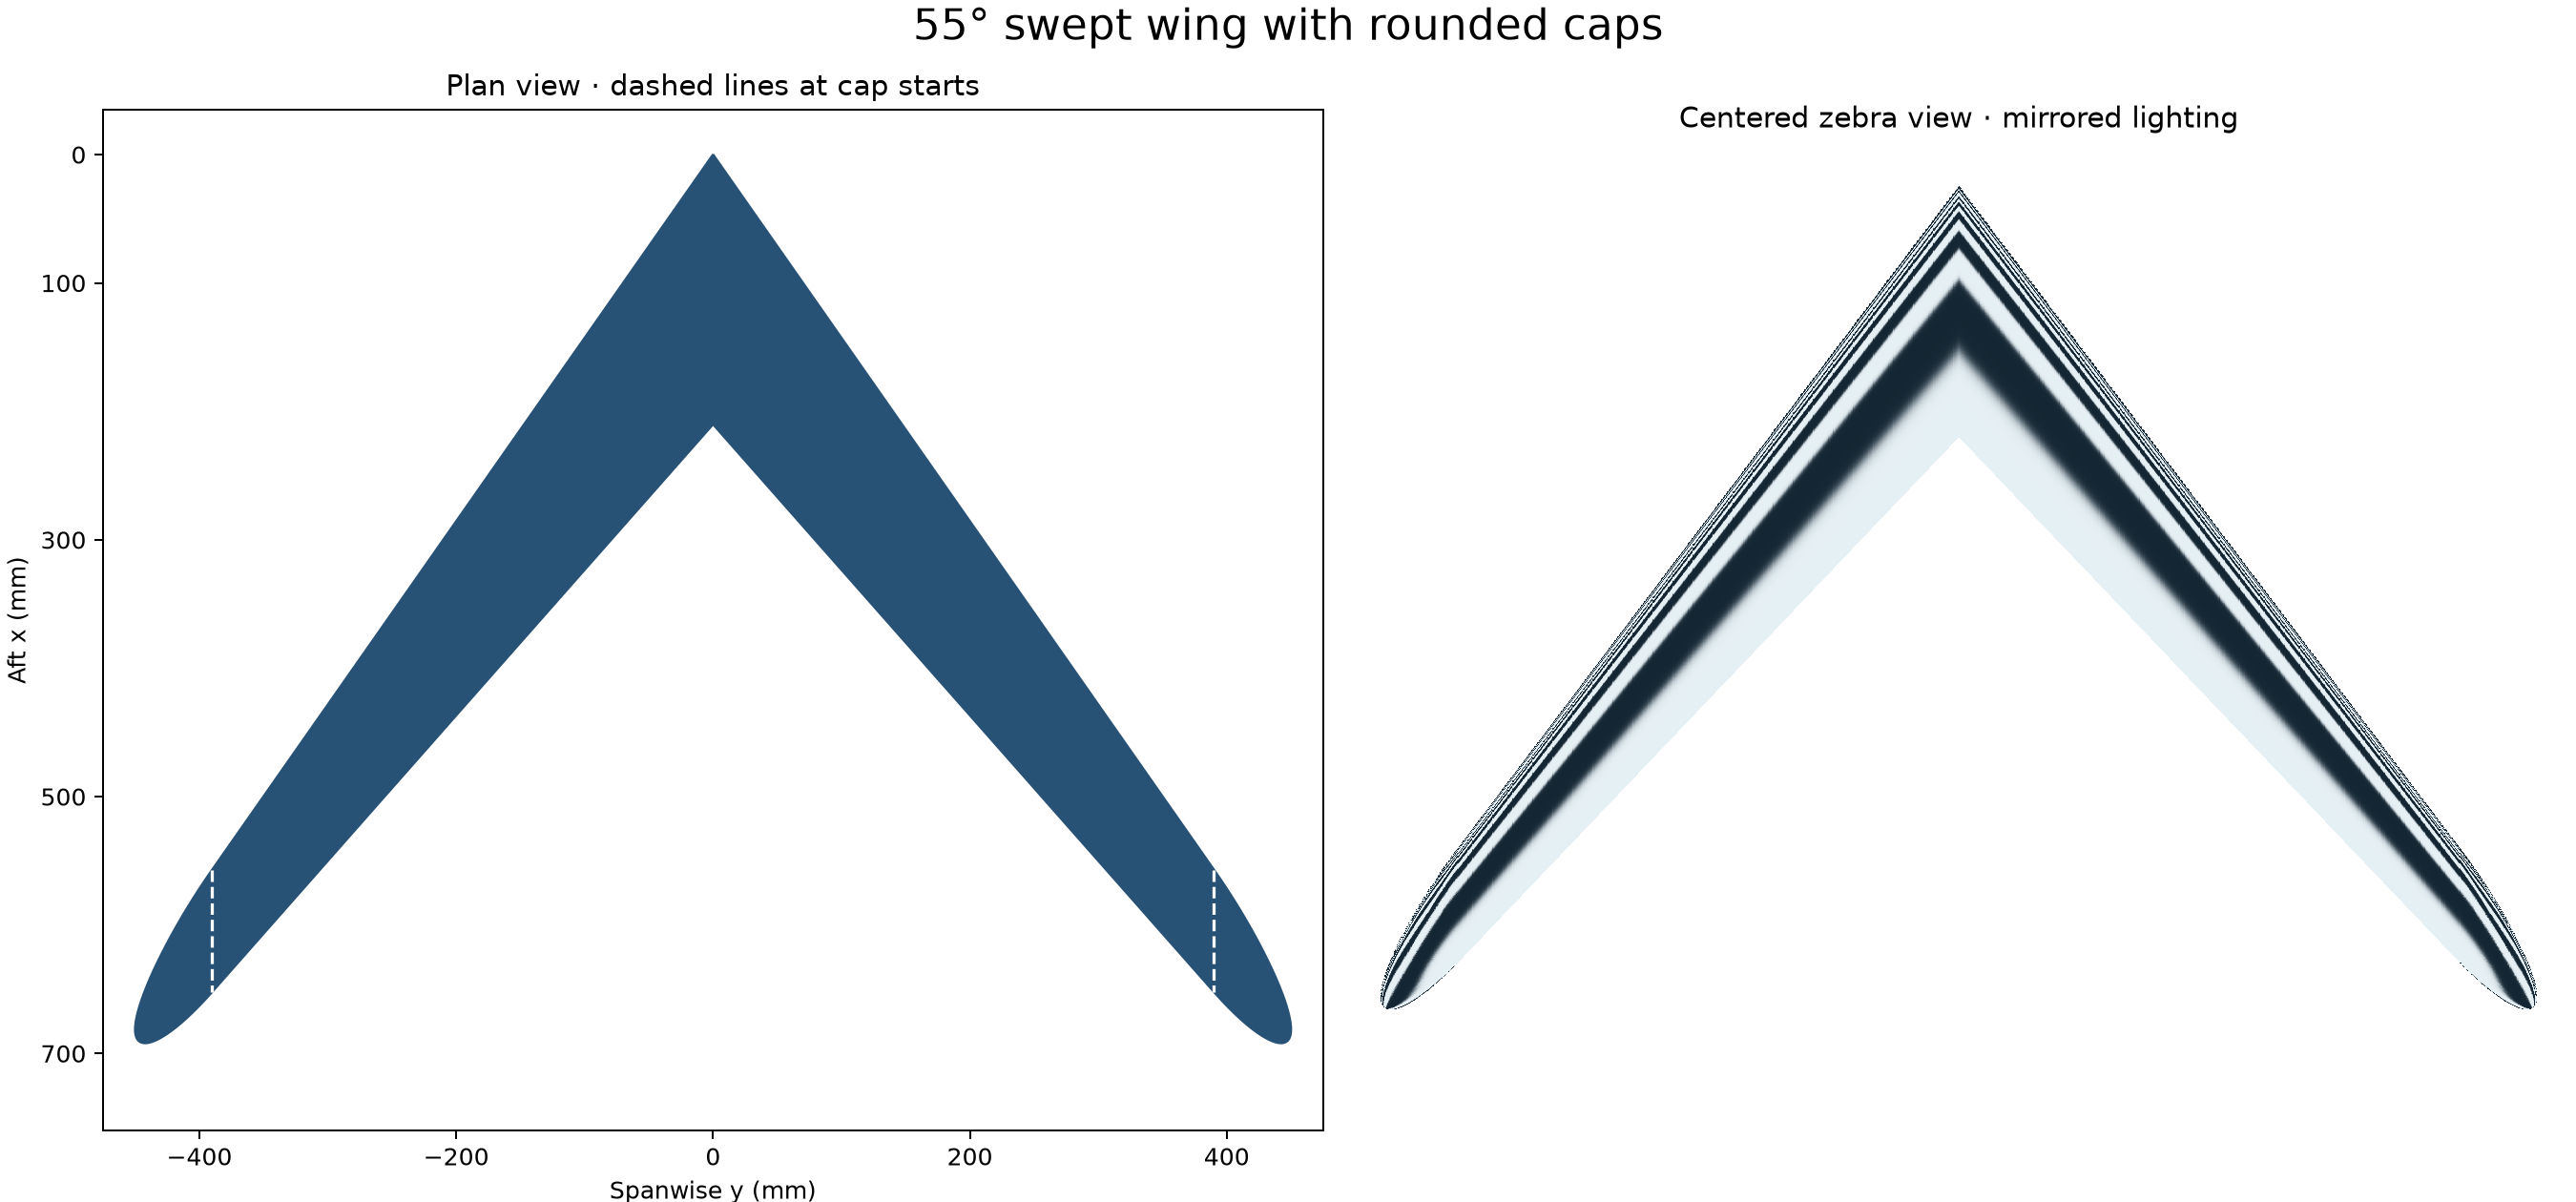 55° swept wing with rounded caps
Plan view · dashed lines at cap starts
0
100
300
500
700
Aft x (mm)
−400
−200
0
200
400
Spanwise y (mm)
Centered zebra view · mirrored lighting